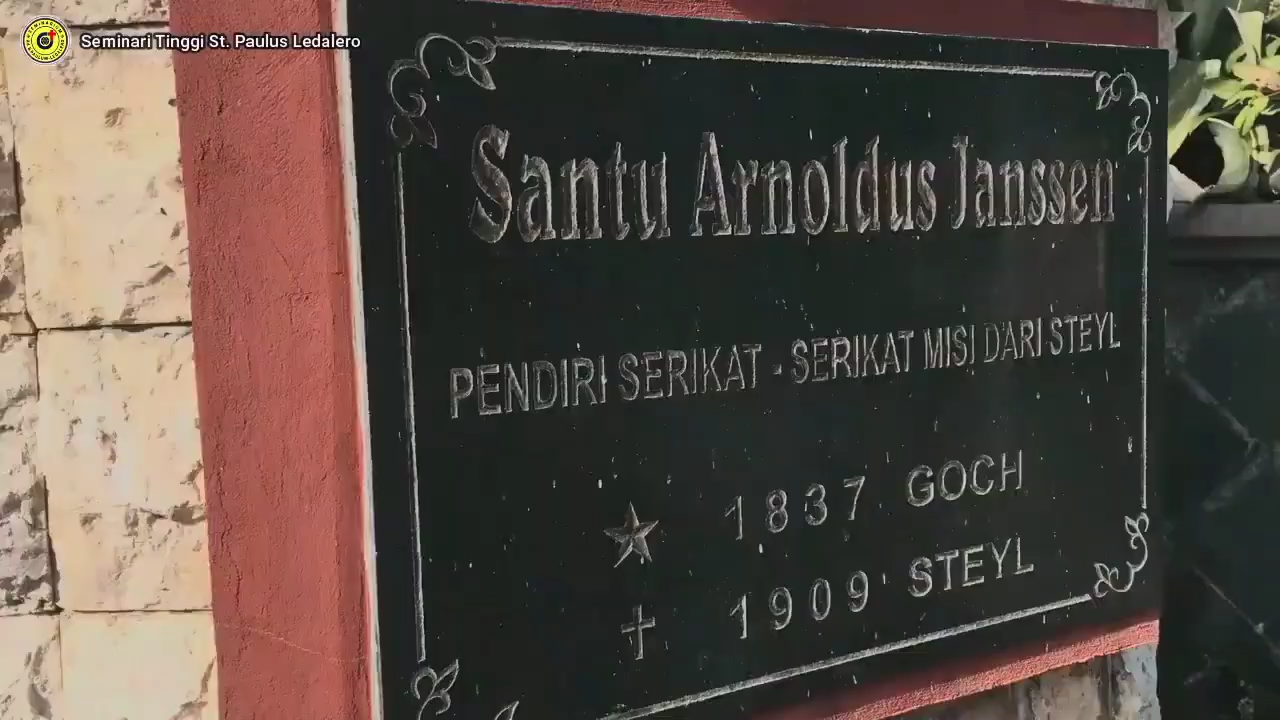 Seminari Tinggi St. Paulus Ledalero
Santu Arnoldus Janssen
PENDIRI SERIKAT - SERIKAT MISI DARI STEYL
1837 GOCH
1909 STEYL